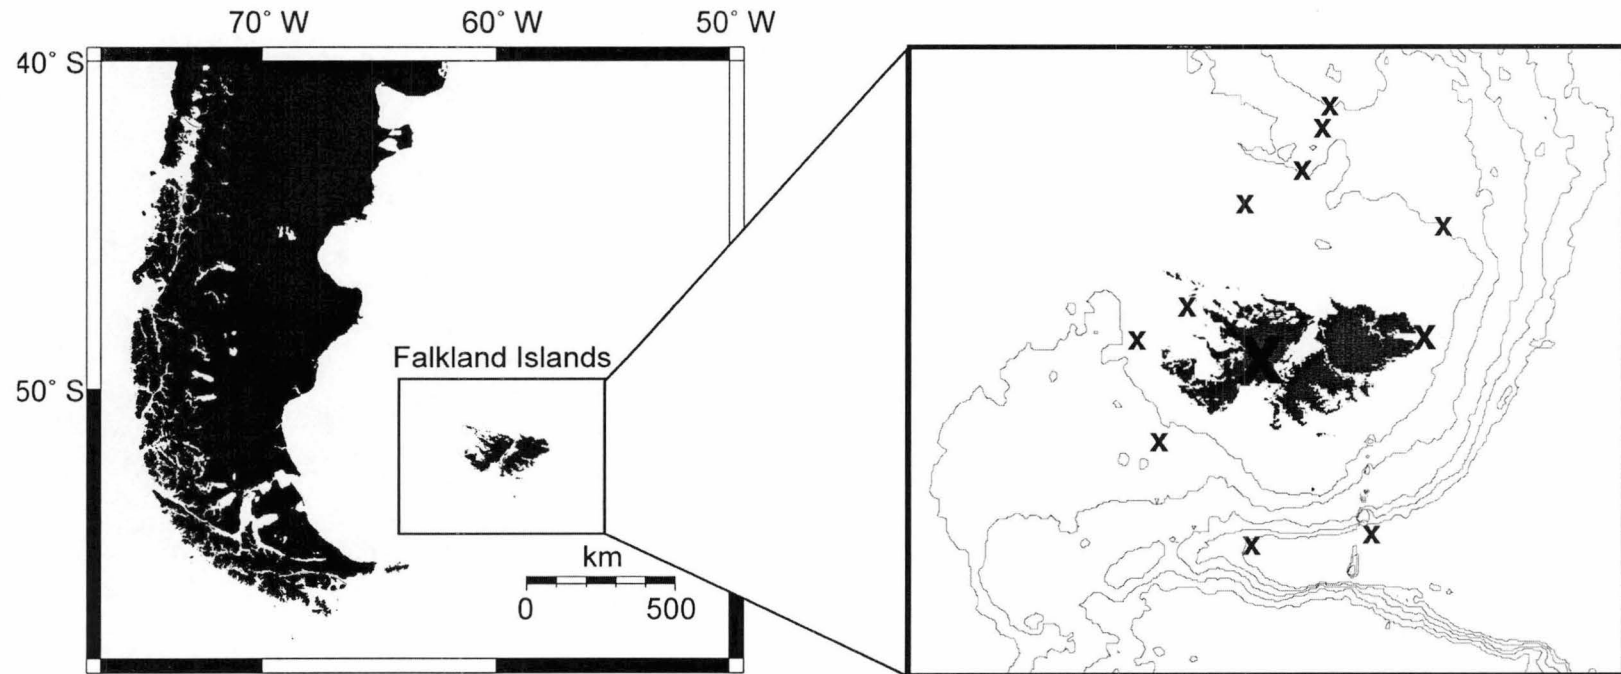 70° W 60° W 50° W
40° S
50° S
Falkland Islands
km
0 500
X
X
X
X
X
X
X
X
X
X
X
X